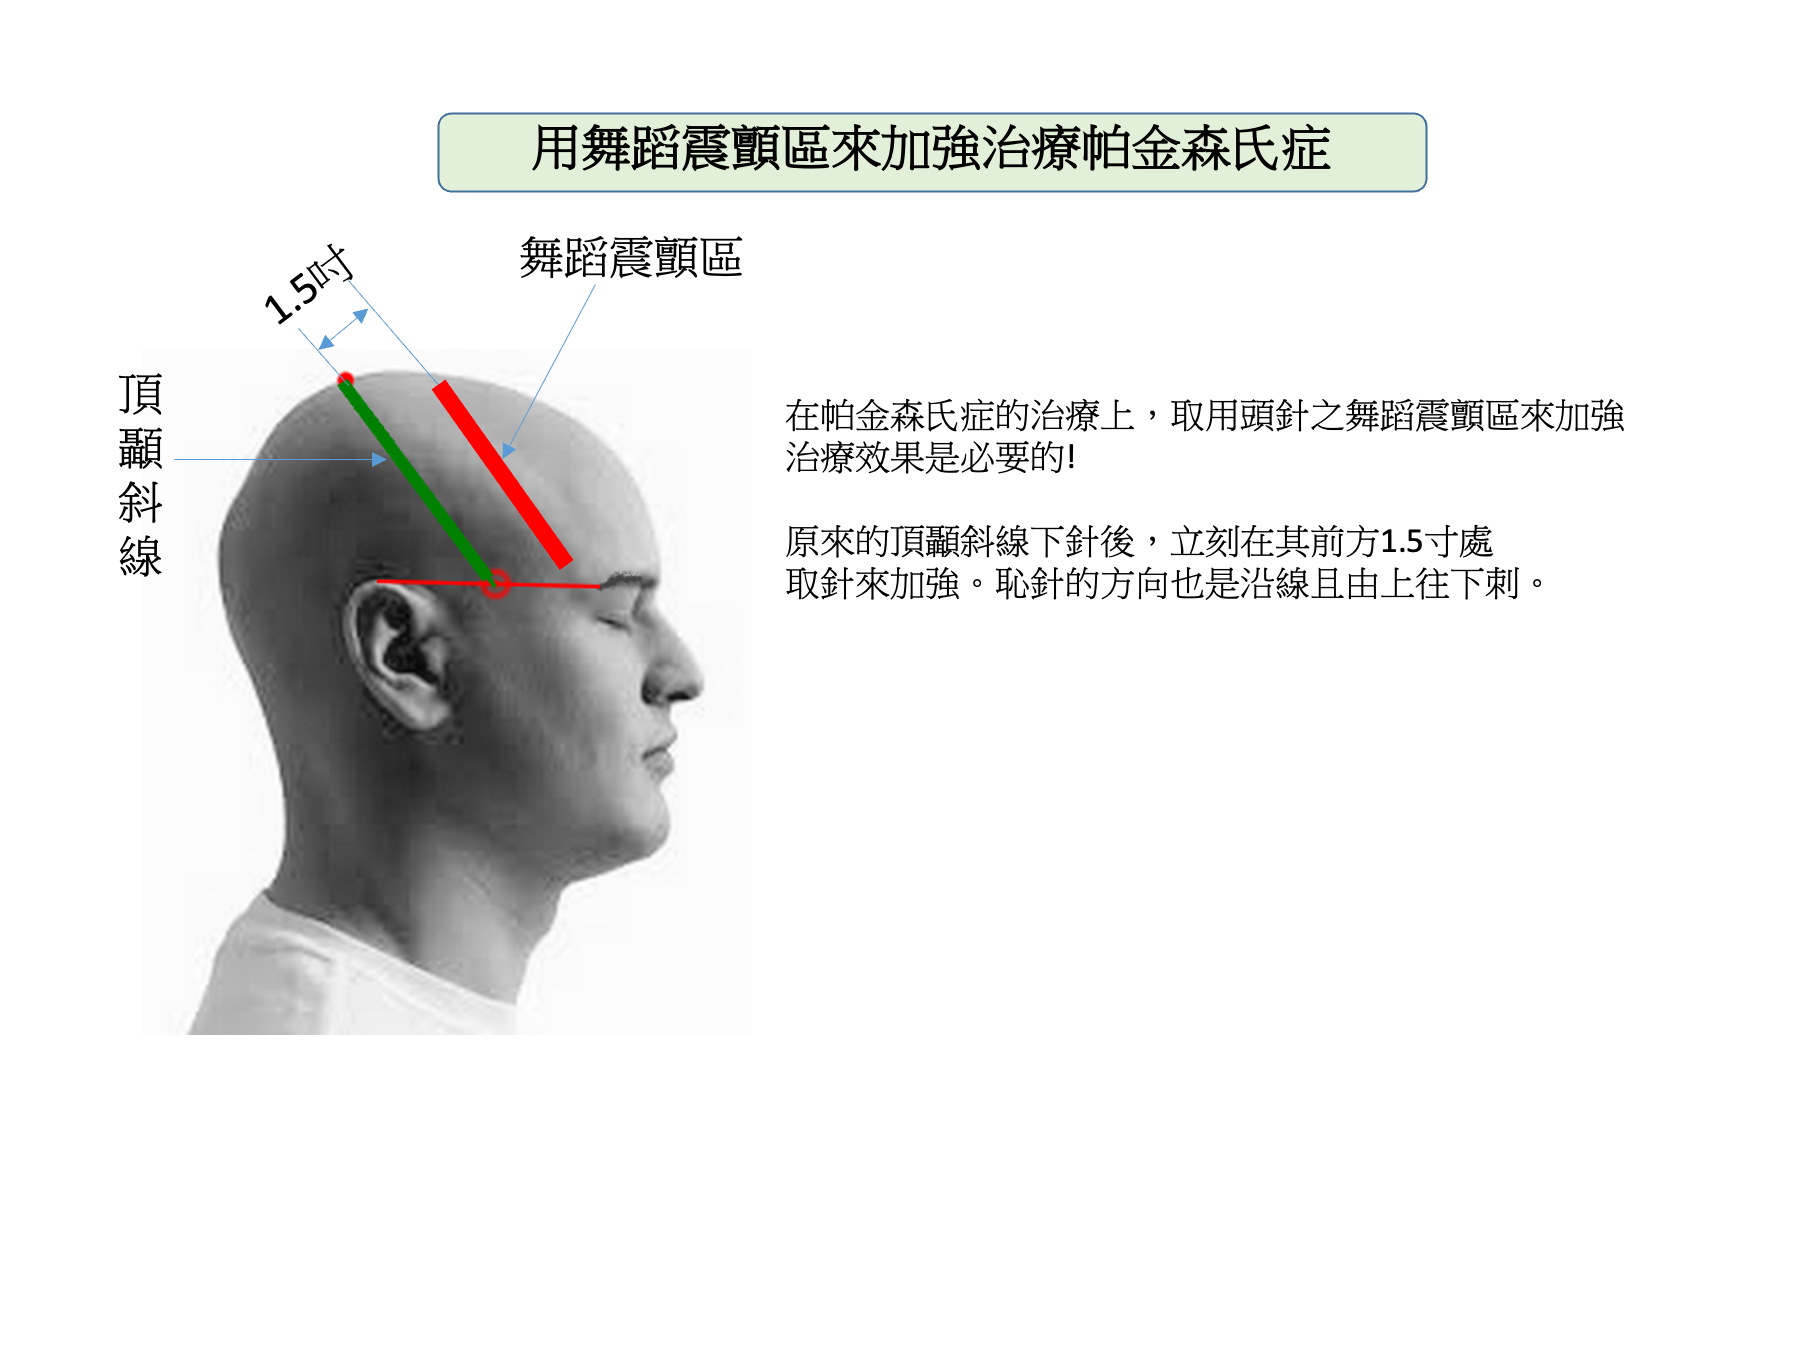 用舞蹈震顫區來加強治療帕金森氏症
舞蹈震顫區
1.5吋
頂顳斜線
在帕金森氏症的治療上，取用頭針之舞蹈震顫區來加強
治療效果是必要的!
原來的頂顳斜線下針後，立刻在其前方1.5寸處
取針來加強。恥針的方向也是沿線且由上往下刺。